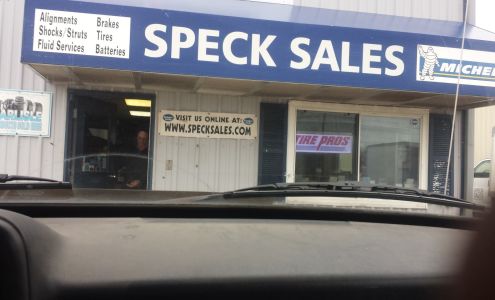 Alignments Brakes
Shocks/Struts Tires
Fluid Services Batteries
SPECK SALES
MICHEL
VISIT US ONLINE AT:
WWW.SPECKSALES.COM
TIRE PROS